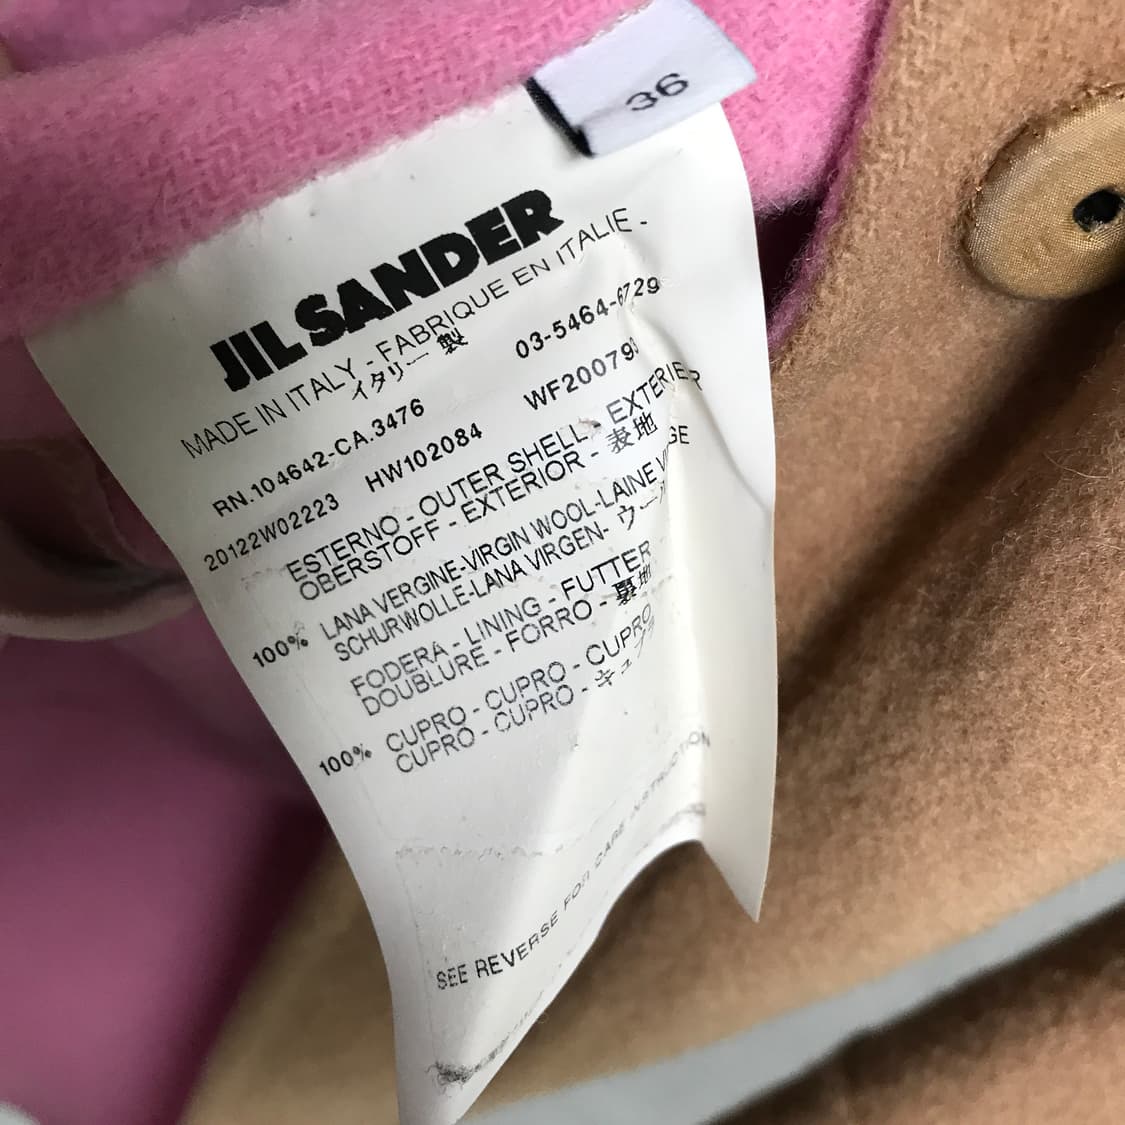 36
JIL SANDER
MADE IN ITALY - FABRIQUE EN ITALIE -
イタリー 製
RN.104642-CA.3476 03-5464-6729
20122W02223 HW102084
ESTERNO - OUTER SHELL - EXTERIEUR
OBERSTOFF - EXTERIOR - 表地
100% LANA VERGINE-VIRGIN WOOL-LAINE VIERGE
SCHURWOLLE-LANA VIRGEN- ウール
FODERA - LINING - FUTTER
DOUBLURE - FORRO - 裏地
100% CUPRO - CUPRO - CUPRO
CUPRO - CUPRO - キュプラ
SEE REVERSE FOR CARE INSTRUCTION